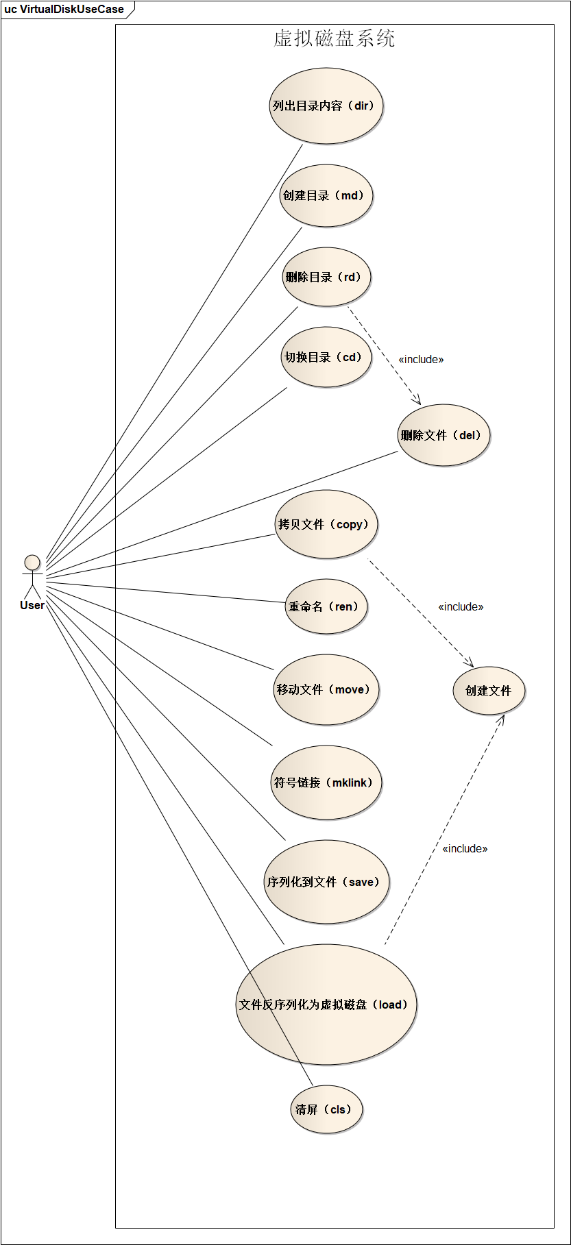 uc VirtualDiskUseCase
虚拟磁盘系统
列出目录内容（dir）
创建目录（md）
删除目录（rd）
切换目录（cd）
«include»
删除文件（del）
拷贝文件（copy）
User
重命名（ren）
«include»
移动文件（move）
创建文件
符号链接（mklink）
«include»
序列化到文件（save）
文件反序列化为虚拟磁盘（load）
清屏（cls）